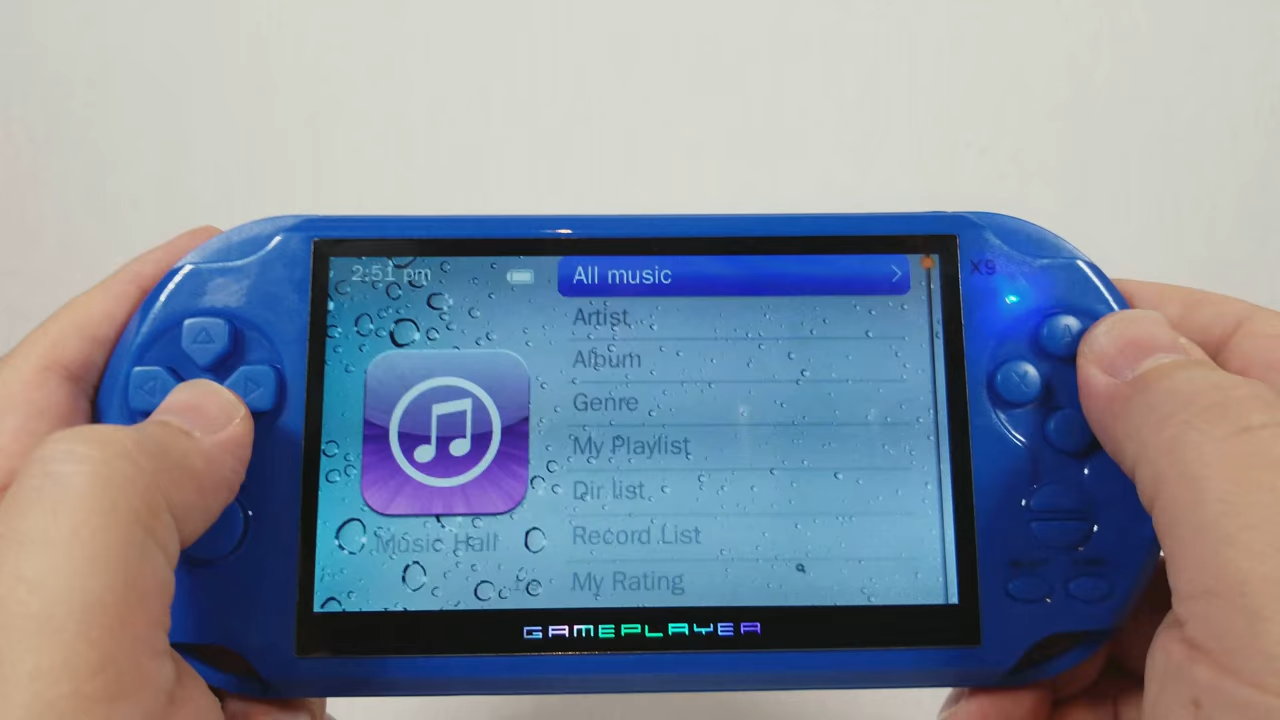 2:51 pm
All music
X9
Artist
A
Album
X
Genre
My Playlist
Dir list
Record List
Music Hall
My Rating
GAMEPLAYER